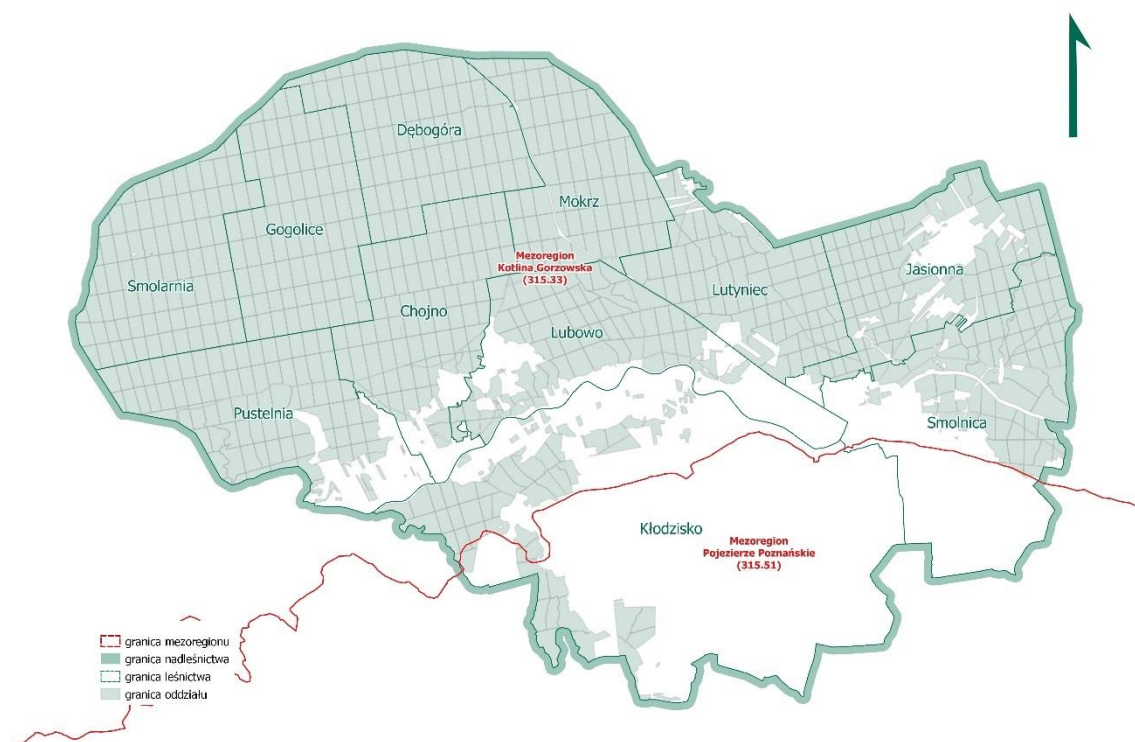 Dębogóra
Mokrz
Gogolice
Smolarnia
Mezoregion
Kotlina Gorzowska
(315.33)
Jasionna
Lutyniec
Chojno
Lubowo
Pustelnia
Smolnica
Kłodzisko
Mezoregion
Pojezierze Poznańskie
(315.51)
granica mezoregionu
granica nadleśnictwa
granica leśnictwa
granica oddziału